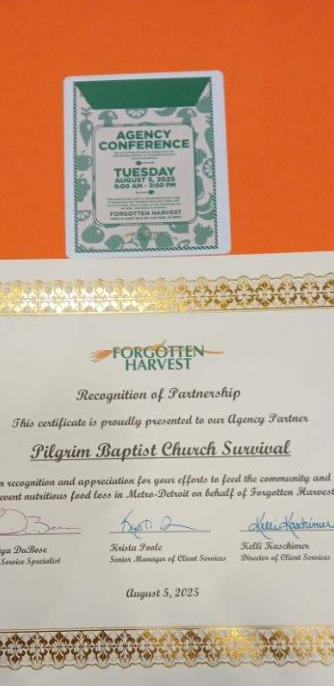 AGENCY
CONFERENCE
TUESDAY
AUGUST 5, 2025
9:00 AM - 3:00 PM
FORGOTTEN HARVEST
FORGOTTEN
HARVEST
Recognition of Partnership
This certificate is proudly presented to our Agency Partner
Pilgrim Baptist Church Survival
n recognition and appreciation for your efforts to feed the community and
event nutritious food loss in Metro-Detroit on behalf of Forgotten Harvest
ya DuBose
Krista Poole
Kelli Kaschimer
Service Specialist
Senior Manager of Client Services
Director of Client Services
August 5, 2025